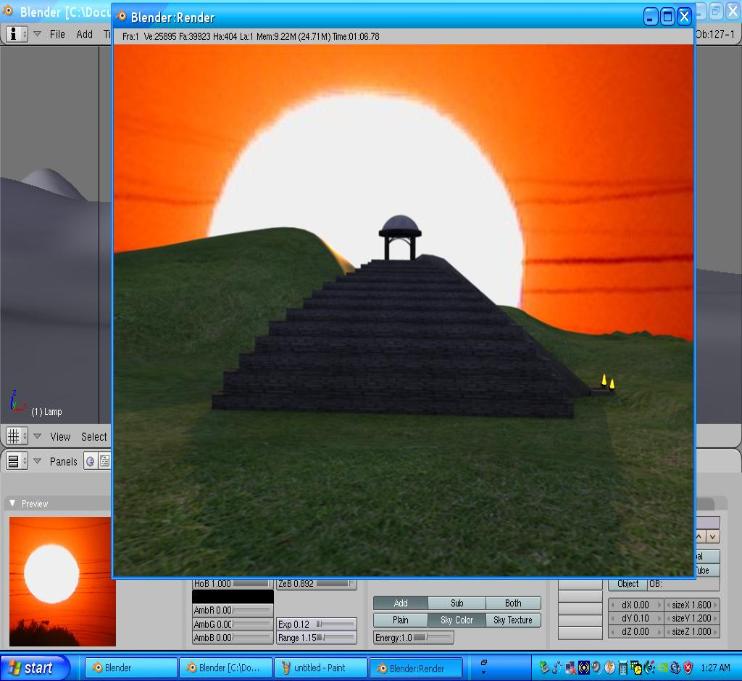 Blender [C:\Docu
Blender:Render
File Add Ti
Ob:127-1
Fra:1 Ve:25895 Fa:39923 Ha:404 La:1 Mem:9.22M (24.71M) Time:01:06.78
(1) Lamp
View Select
Panels
Preview
HoB 1.000
ZeB 0.892
AmbR 0.00
AmbG 0.00
AmbB 0.00
Exp 0.12
Range 1.15
Add Sub Both
Plain Sky Color Sky Texture
Energy:1.0
Tube
Object OB:
dX 0.00 sizeX 1.600
dY 0.10 sizeY 1.200
dZ 0.00 sizeZ 1.000
start
Blender
Blender [C:\Do...
untitled - Paint
Blender:Render
1:27 AM